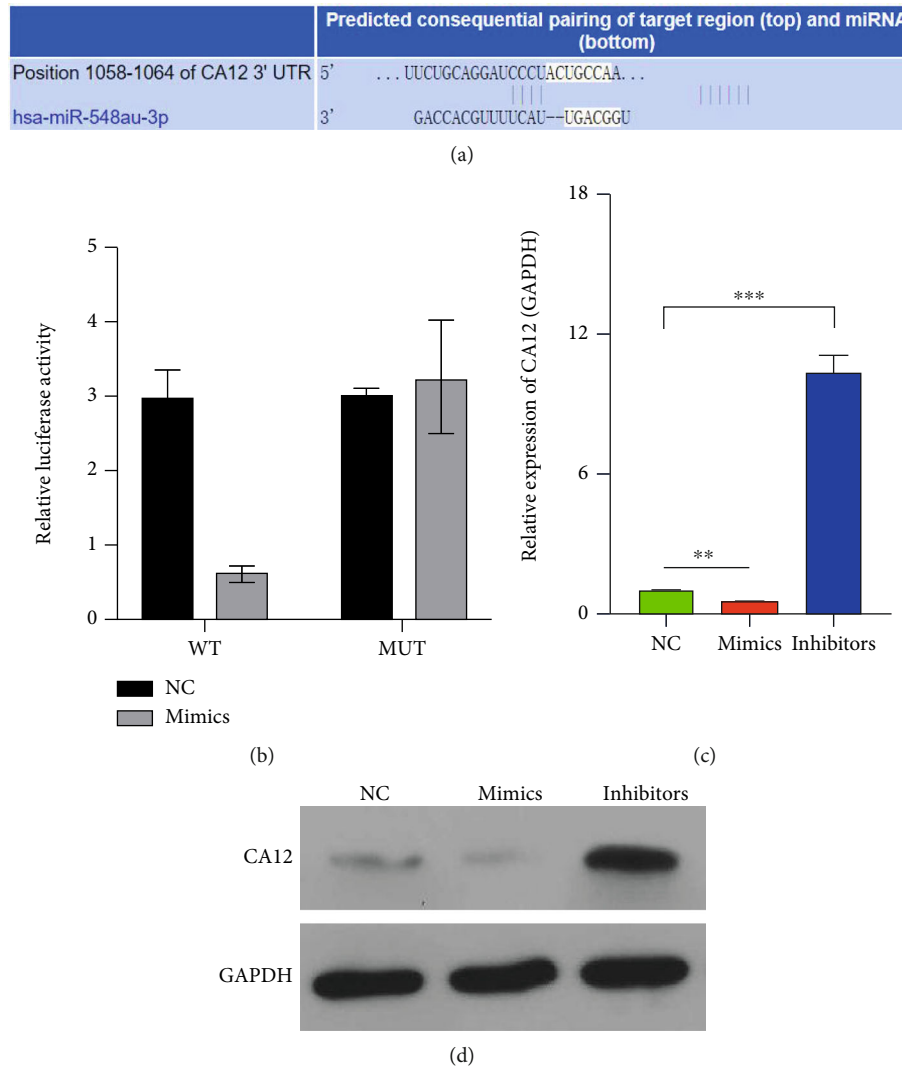 Predicted consequential pairing of target region (top) and miRNA
(bottom)
Position 1058-1064 of CA12 3' UTR 5' ...UUCUGCAGGAUCCCUACUGCCAA...
hsa-miR-548au-3p 3' GACCACGUUUUCAU--UGACGGU
(a)
Relative luciferase activity
5
4
3
2
1
0
WT MUT
NC
Mimics
(b)
Relative expression of CA12 (GAPDH)
18
12
6
0
***
**
NC Mimics Inhibitors
(c)
NC Mimics Inhibitors
CA12
GAPDH
(d)